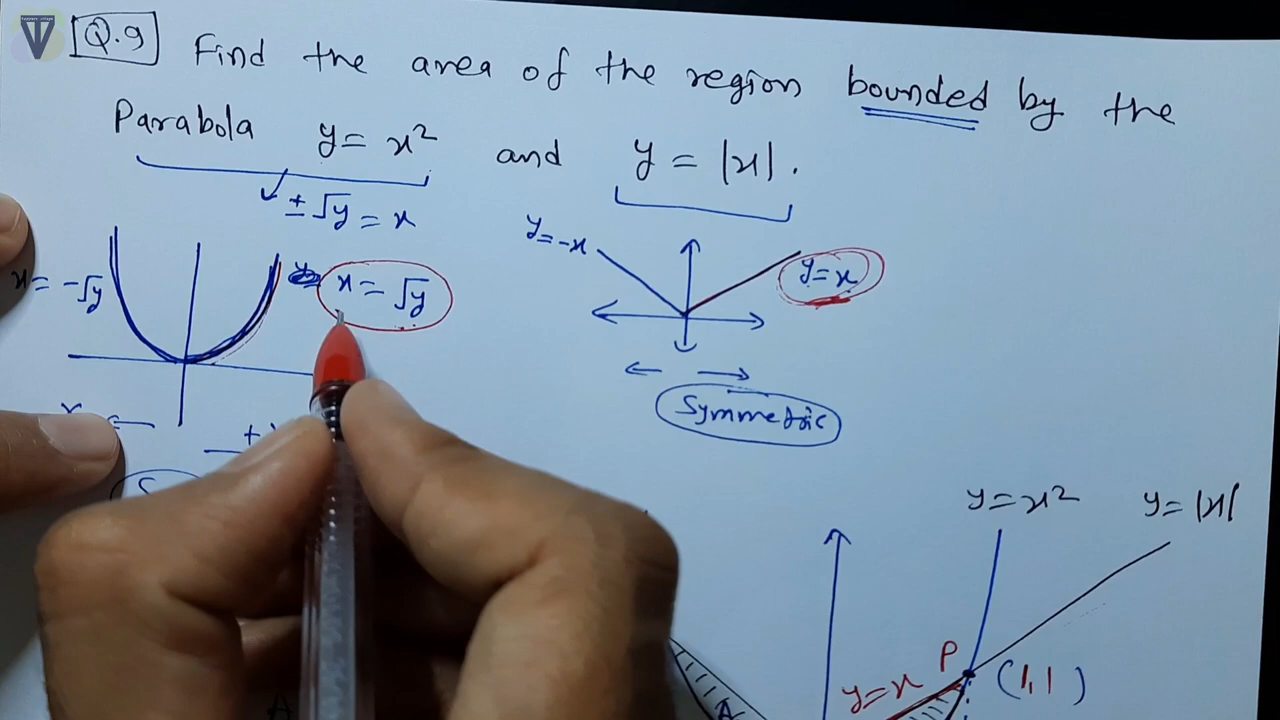 Q.9 Find the area of the region bounded by the
Parabola y = x² and y = |x|.
± √y = x
y = -x
x = -√y
x = √y
y = x
Symmetric
y = x²
y = |x|
P
(1, 1)
y = x
A
A